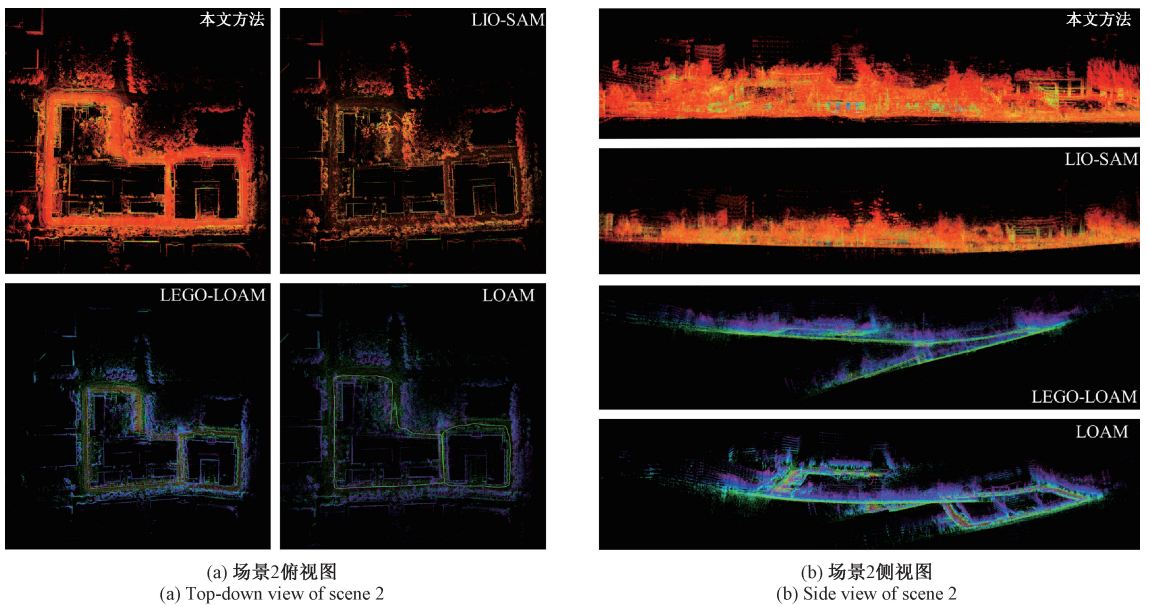 本文方法
LIO-SAM
LEGO-LOAM
LOAM
(a) 场景2俯视图
(a) Top-down view of scene 2
本文方法
LIO-SAM
LEGO-LOAM
LOAM
(b) 场景2侧视图
(b) Side view of scene 2